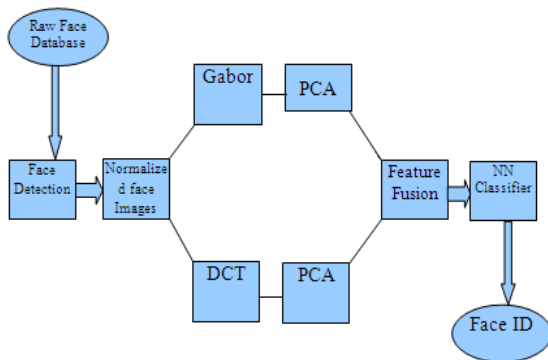 Raw Face
Database
Gabor
PCA
Face
Detection
Normalize
d face
Images
Feature
Fusion
NN
Classifier
DCT
PCA
Face ID